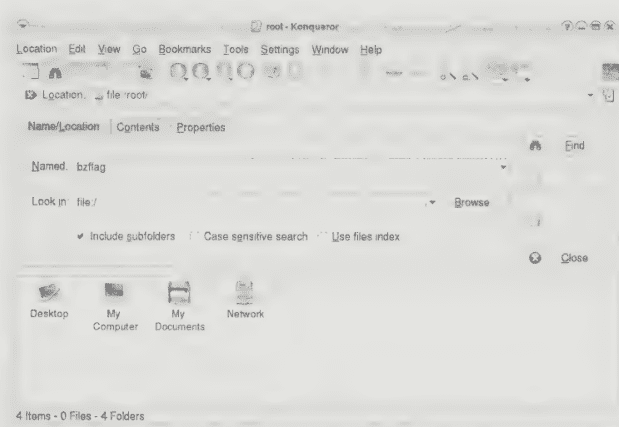 root - Konqueror
Location Edit View Go Bookmarks Tools Settings Window Help
Location: file:/root/
Name/Location Contents Properties
Find
Named: bzflag
Look in: file:/ Browse
Include subfolders Case sensitive search Use files index
Close
Desktop My Computer My Documents Network
4 Items - 0 Files - 4 Folders